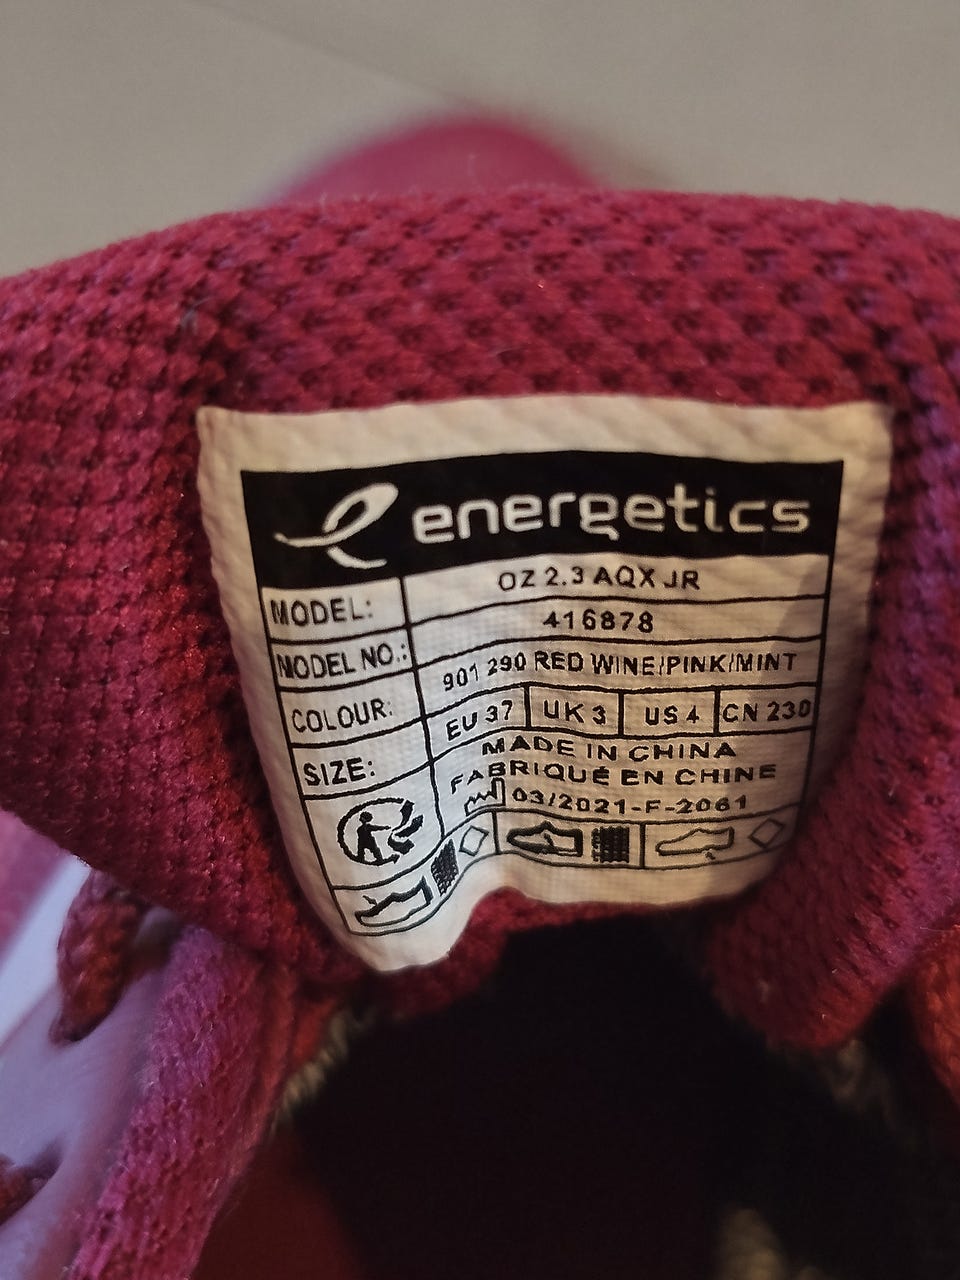 energetics
MODEL: OZ 2.3 AQX JR
MODEL NO.: 416878
COLOUR: 901 290 RED WINE/PINK/MINT
SIZE: EU 37 UK 3 US 4 CN 230
MADE IN CHINA
FABRIQUÉ EN CHINE
03/2021-F-2061